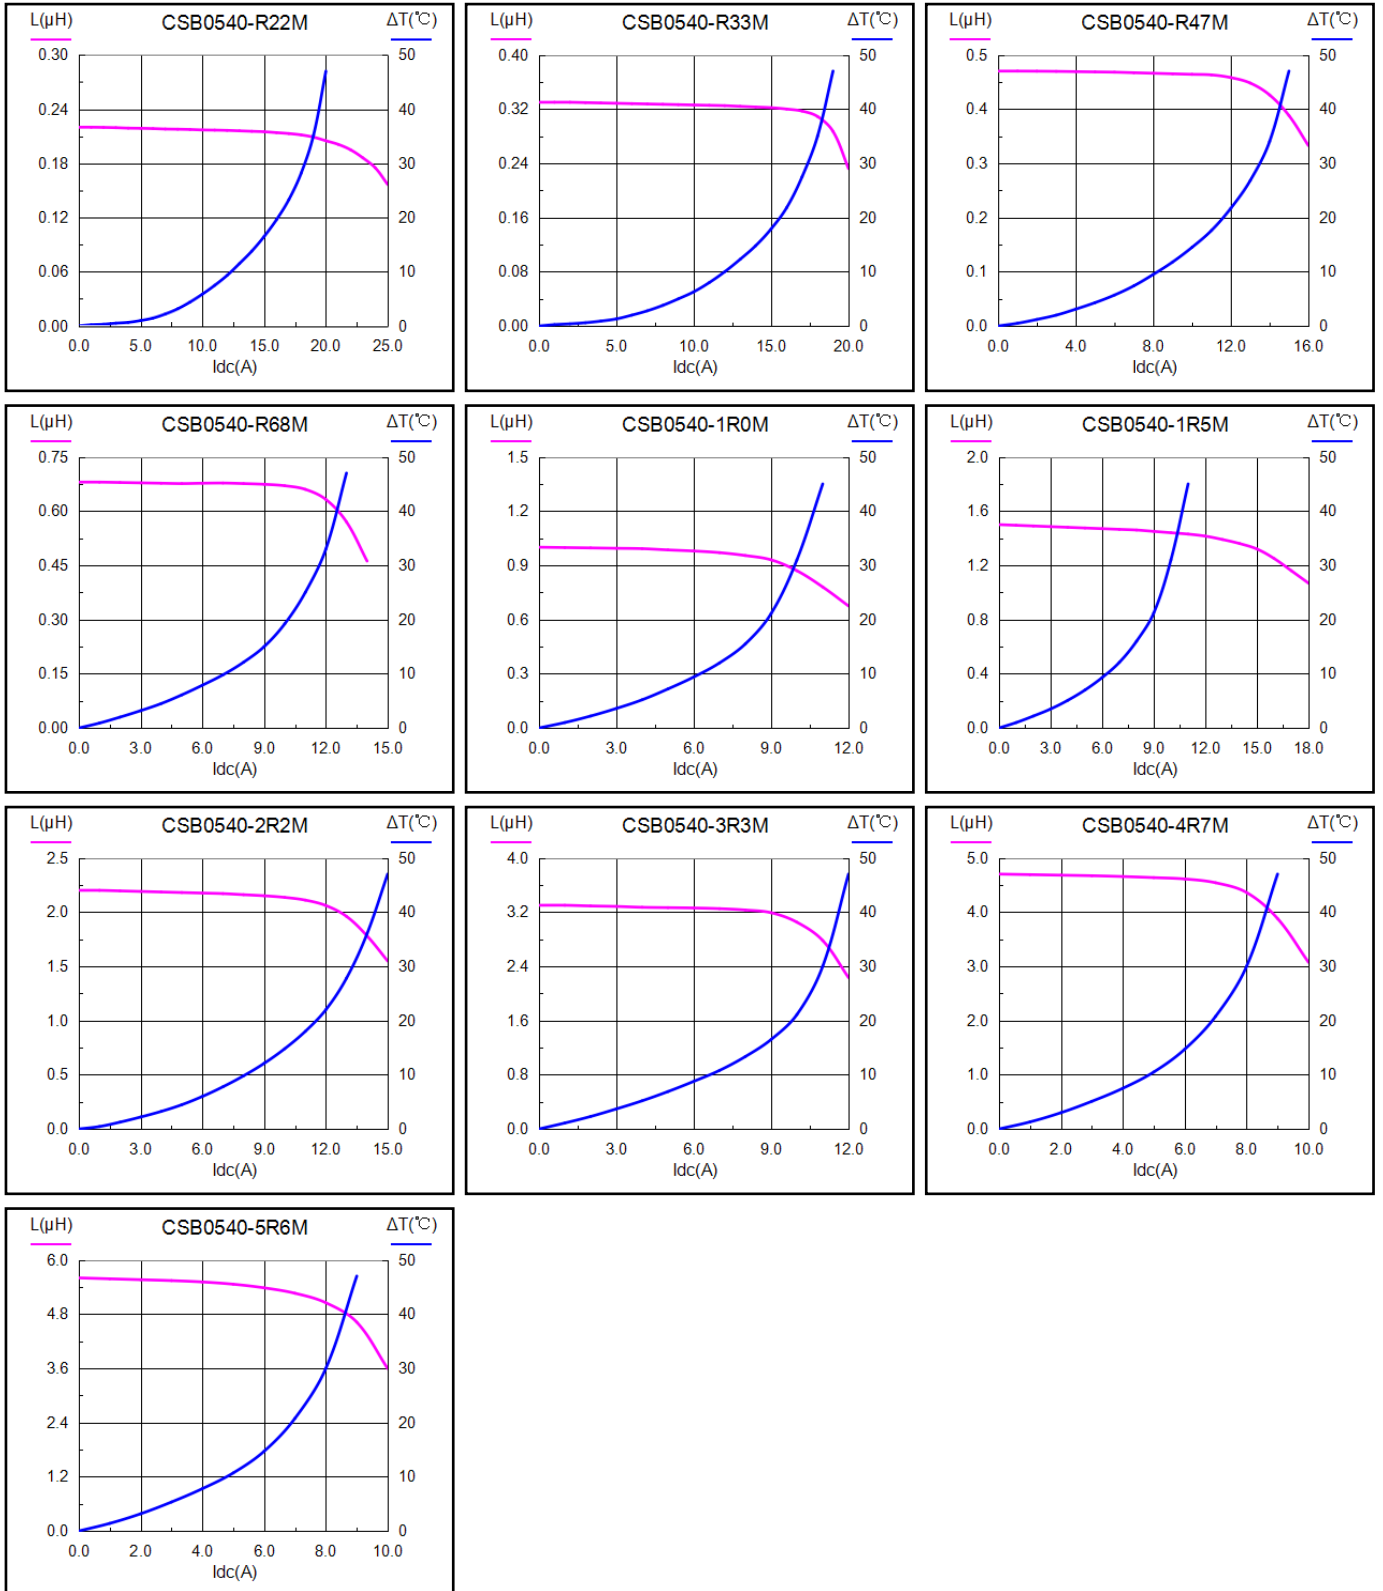 L(μH) CSB0540-R22M ΔT(℃)
0.30 50
0.24 40
0.18 30
0.12 20
0.06 10
0.00 0
0.0 5.0 10.0 15.0 20.0 25.0
Idc(A)
L(μH) CSB0540-R33M ΔT(℃)
0.40 50
0.32 40
0.24 30
0.16 20
0.08 10
0.00 0
0.0 5.0 10.0 15.0 20.0
Idc(A)
L(μH) CSB0540-R47M ΔT(℃)
0.5 50
0.4 40
0.3 30
0.2 20
0.1 10
0.0 0
0.0 4.0 8.0 12.0 16.0
Idc(A)
L(μH) CSB0540-R68M ΔT(℃)
0.75 50
0.60 40
0.45 30
0.30 20
0.15 10
0.00 0
0.0 3.0 6.0 9.0 12.0 15.0
Idc(A)
L(μH) CSB0540-1R0M ΔT(℃)
1.5 50
1.2 40
0.9 30
0.6 20
0.3 10
0.0 0
0.0 3.0 6.0 9.0 12.0
Idc(A)
L(μH) CSB0540-1R5M ΔT(℃)
2.0 50
1.6 40
1.2 30
0.8 20
0.4 10
0.0 0
0.0 3.0 6.0 9.0 12.0 15.0 18.0
Idc(A)
L(μH) CSB0540-2R2M ΔT(℃)
2.5 50
2.0 40
1.5 30
1.0 20
0.5 10
0.0 0
0.0 3.0 6.0 9.0 12.0 15.0
Idc(A)
L(μH) CSB0540-3R3M ΔT(℃)
4.0 50
3.2 40
2.4 30
1.6 20
0.8 10
0.0 0
0.0 3.0 6.0 9.0 12.0
Idc(A)
L(μH) CSB0540-4R7M ΔT(℃)
5.0 50
4.0 40
3.0 30
2.0 20
1.0 10
0.0 0
0.0 2.0 4.0 6.0 8.0 10.0
Idc(A)
L(μH) CSB0540-5R6M ΔT(℃)
6.0 50
4.8 40
3.6 30
2.4 20
1.2 10
0.0 0
0.0 2.0 4.0 6.0 8.0 10.0
Idc(A)